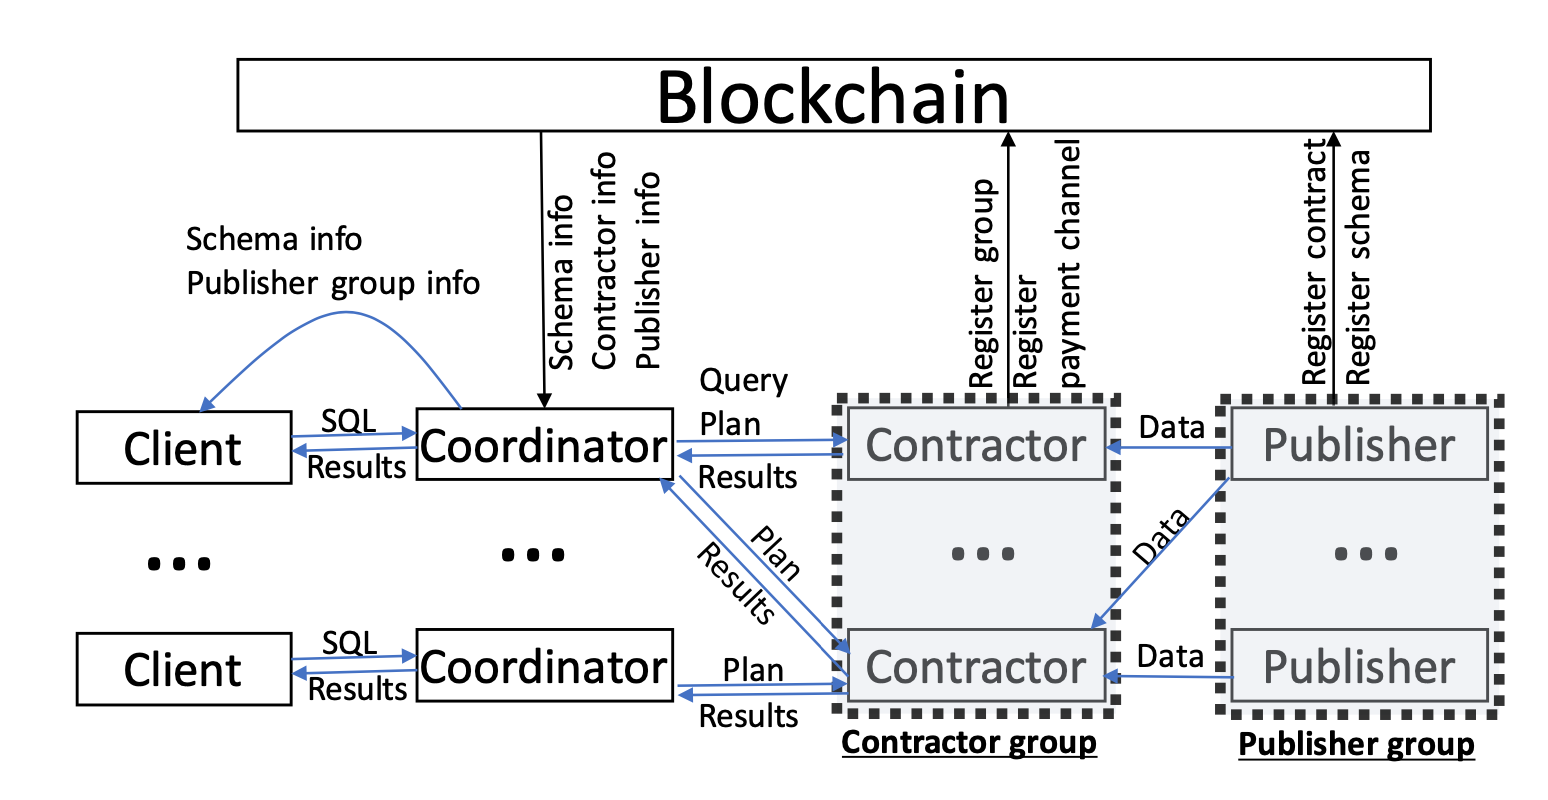 Blockchain
Schema info
Contractor info
Publisher info
Register group
Register
payment channel
Register contract
Register schema
Schema info
Publisher group info
Query
Plan
Results
Client
SQL
Results
Coordinator
Contractor
Data
Publisher
...
...
Plan
Results
...
Data
...
Client
SQL
Results
Coordinator
Plan
Results
Contractor
Data
Publisher
Contractor group
Publisher group